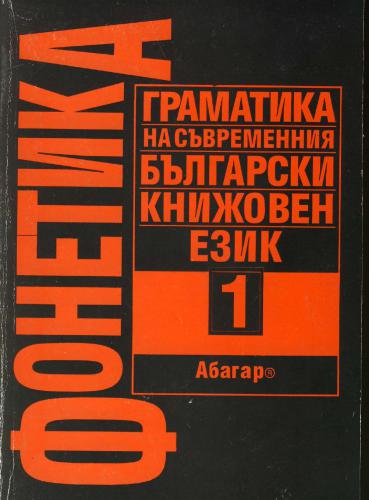 ФОНЕТИКА
ГРАМАТИКА
НА СЪВРЕМЕННИЯ
БЪЛГАРСКИ
КНИЖОВЕН
ЕЗИК
1
Абагар®